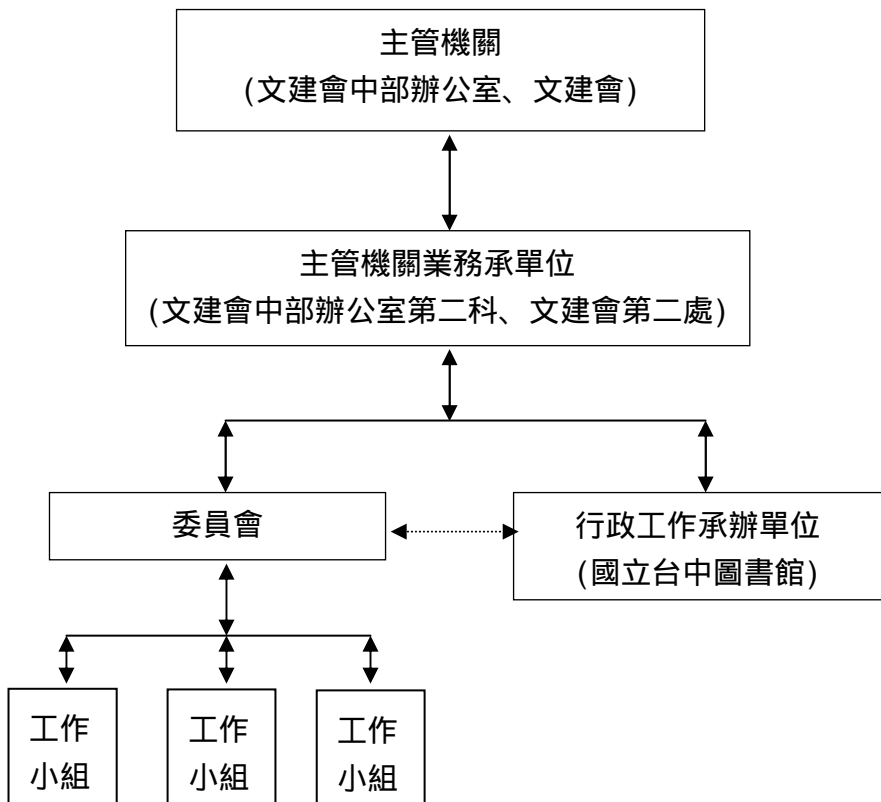 主管機關
(文建會中部辦公室、文建會)
主管機關業務承單位
(文建會中部辦公室第二科、文建會第二處)
委員會
行政工作承辦單位
(國立台中圖書館)
工作
小組
工作
小組
工作
小組